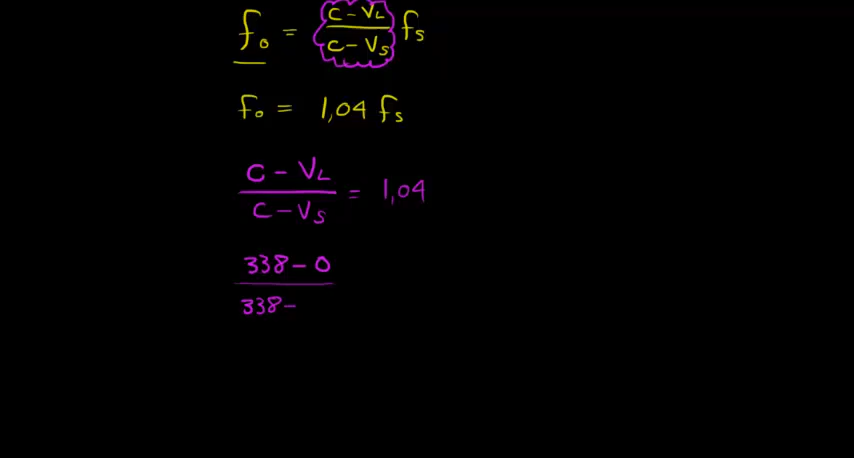 f₀ = (C - V_L)/(C - V_S) f_s
f₀ = 1,04 f_s
(C - V_L)/(C - V_S) = 1,04
338 - 0
338 -